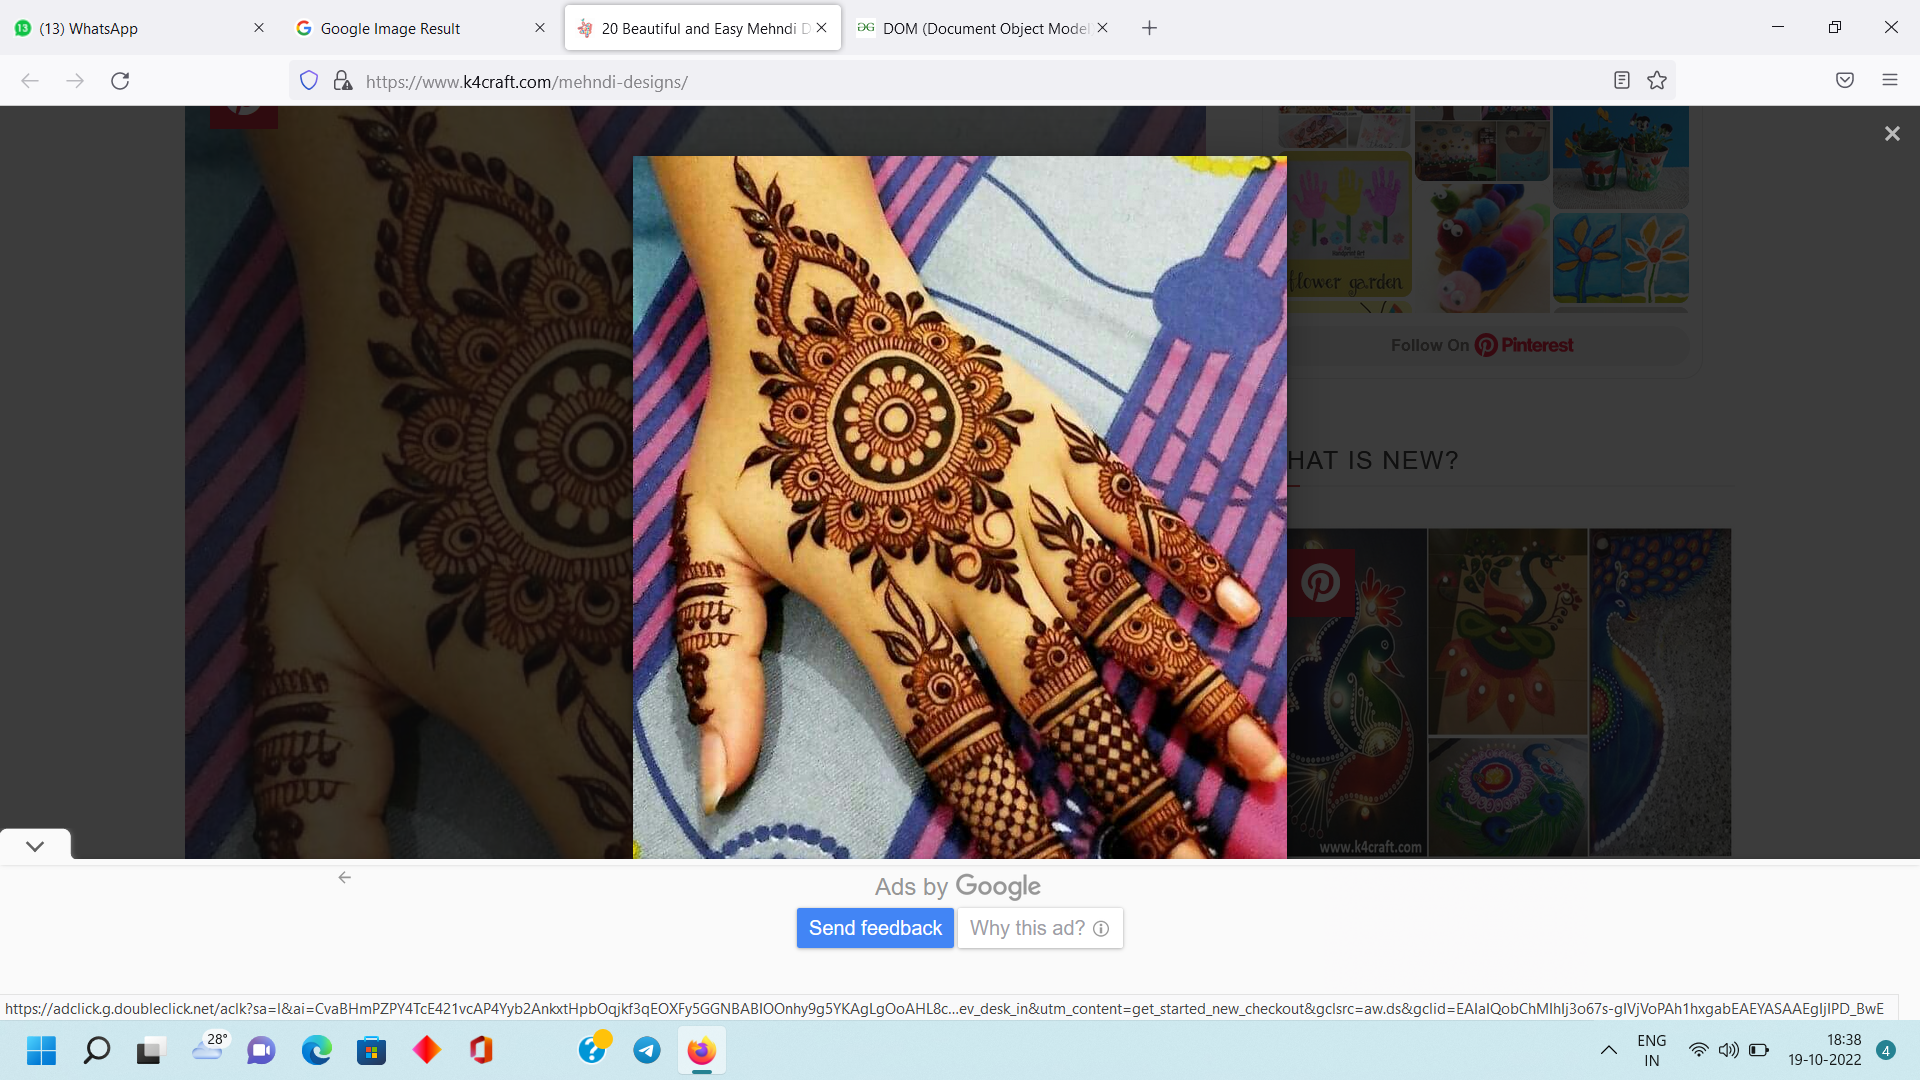 (13) WhatsApp
Google Image Result
20 Beautiful and Easy Mehndi D
DOM (Document Object Model
https://www.k4craft.com/mehndi-designs/
flower garden
Follow On Pinterest
HAT IS NEW?
www.k4craft.com
Ads by Google
Send feedback
Why this ad?
https://adclick.g.doubleclick.net/aclk?sa=l&ai=CvaBHmPZPY4TcE421vcAP4Yyb2AnkxtHpbOqjkf3qEOXFy5GGNBABIOOnhy9g5YKAgLgOoAHL8c...ev_desk_in&utm_content=get_started_new_checkout&gclsrc=aw.ds&gclid=EAIaIQobChMIhIj3o67s-gIVjVoPAh1hxgabEAEYASAAEgIjIPD_BwE
28°
ENG
IN
18:38
19-10-2022
4